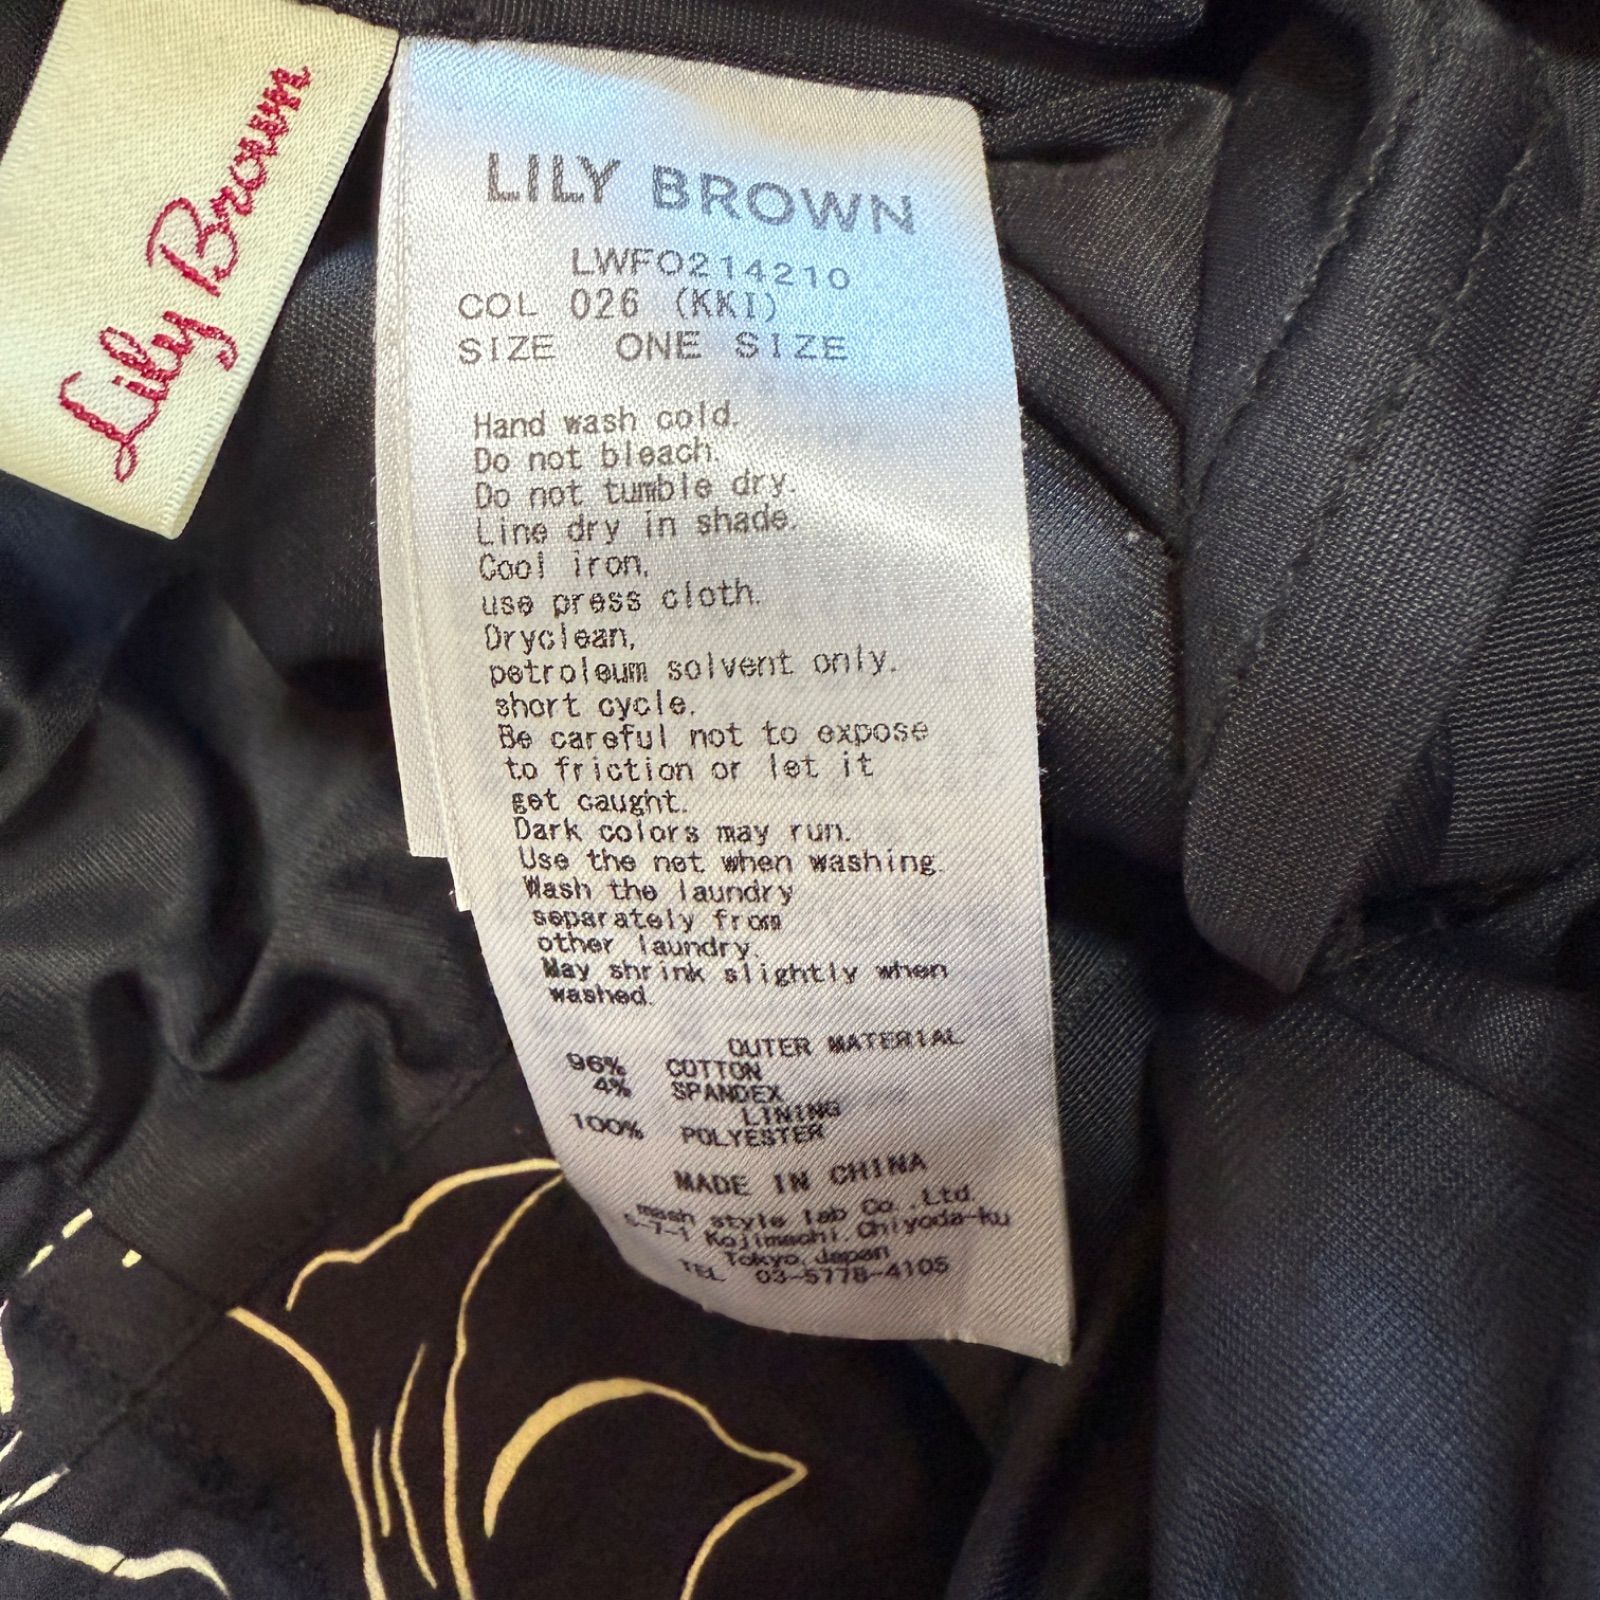 Lily Brown
LILY BROWN
LWFO214210
COL 026 (KKI)
SIZE ONE SIZE
Hand wash cold.
Do not bleach.
Do not tumble dry.
Line dry in shade.
Cool iron,
use press cloth.
Dryclean,
petroleum solvent only.
short cycle.
Be careful not to expose
to friction or let it
get caught.
Dark colors may run.
Use the net when washing.
Wash the laundry
separately from
other laundry.
May shrink slightly when
washed.
OUTER MATERIAL
96% COTTON
4% SPANDEX
LINING
100% POLYESTER
MADE IN CHINA
mash style lab Co.,Ltd.
5-7-1 Kojimachi,Chiyoda-ku
Tokyo,Japan
TEL 03-5778-4105